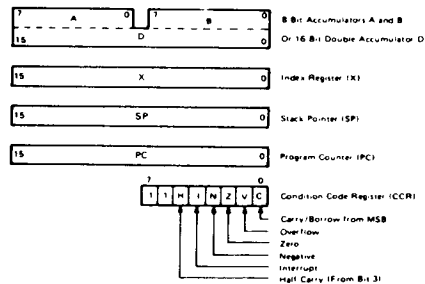 7 A 0 7 B 0 8 Bit Accumulators A and B
15 D 0 Or 16 Bit Double Accumulator D
15 X 0 Index Register (X)
15 SP 0 Stack Pointer (SP)
15 PC 0 Program Counter (PC)
7 0
1 1 H I N Z V C Condition Code Register (CCR)
Carry/Borrow from MSB
Overflow
Zero
Negative
Interrupt
Half Carry (From Bit 3)